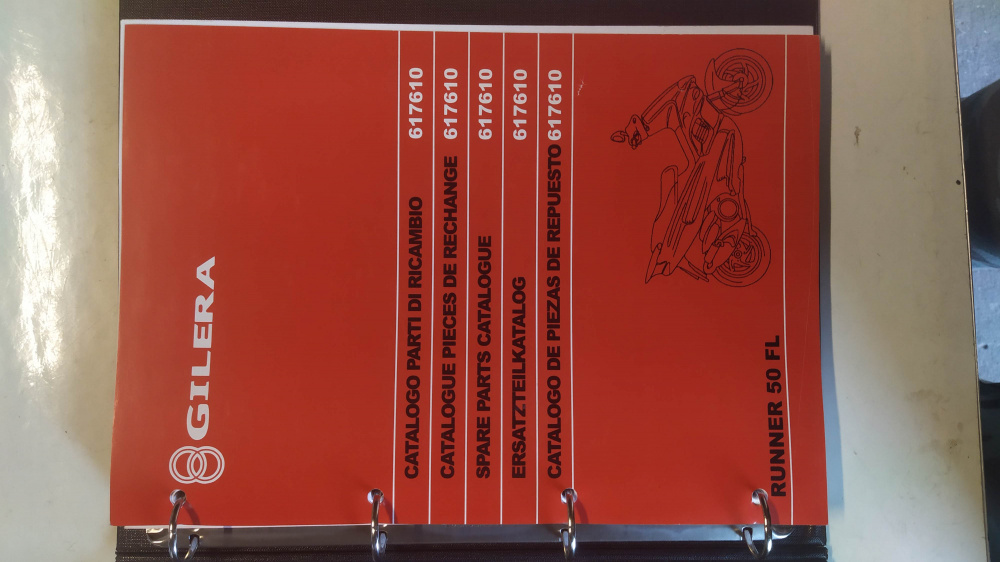 GILERA
CATALOGO PARTI DI RICAMBIO 617610
CATALOGUE PIECES DE RECHANGE 617610
SPARE PARTS CATALOGUE 617610
ERSATZTEILKATALOG 617610
CATALOGO DE PIEZAS DE REPUESTO 617610
RUNNER 50 FL